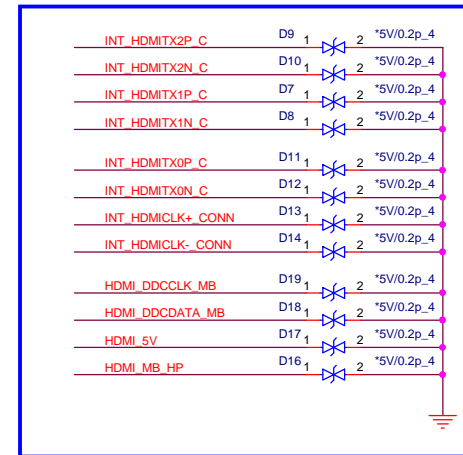 INT_HDMITX2P_C D9 1 2 *5V/0.2p_4
INT_HDMITX2N_C D10 1 2 *5V/0.2p_4
INT_HDMITX1P_C D7 1 2 *5V/0.2p_4
INT_HDMITX1N_C D8 1 2 *5V/0.2p_4
INT_HDMITX0P_C D11 1 2 *5V/0.2p_4
INT_HDMITX0N_C D12 1 2 *5V/0.2p_4
INT_HDMICLK+_CONN D13 1 2 *5V/0.2p_4
INT_HDMICLK-_CONN D14 1 2 *5V/0.2p_4
HDMI_DDCCLK_MB D19 1 2 *5V/0.2p_4
HDMI_DDCDATA_MB D18 1 2 *5V/0.2p_4
HDMI_5V D17 1 2 *5V/0.2p_4
HDMI_MB_HP D16 1 2 *5V/0.2p_4